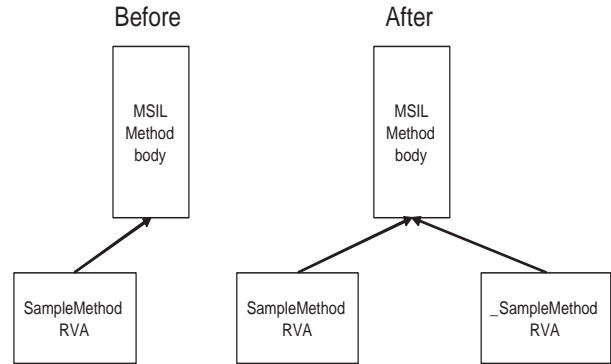 Before
After
MSIL
Method
body
MSIL
Method
body
SampleMethod
RVA
SampleMethod
RVA
_SampleMethod
RVA